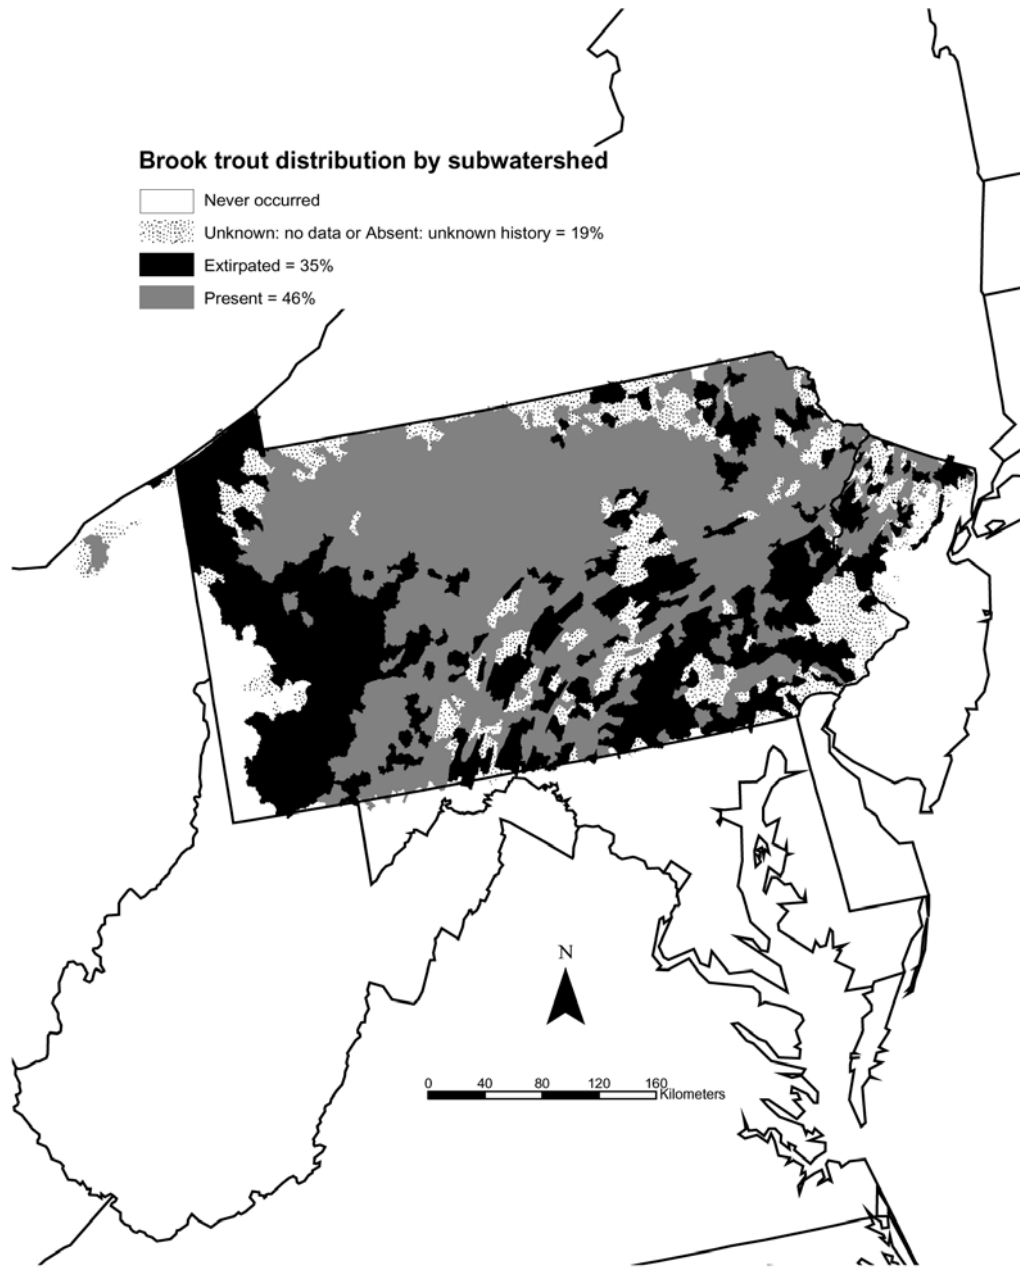 Brook trout distribution by subwatershed
Never occurred
Unknown: no data or Absent: unknown history = 19%
Extirpated = 35%
Present = 46%
N
0 40 80 120 160
Kilometers